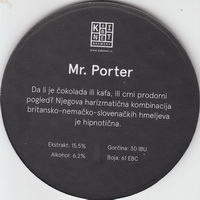 Mr. Porter
Da li je čokolada ili kafa, ili crni prodorni
pogled? Njegova harizmatična kombinacija
britansko-nemačko-slovenačkih hmeljeva
je hipnotična.
Ekstrakt: 15,5% Gorčina: 30 IBU
Alkohol: 6,2% Boja: 61 EBC